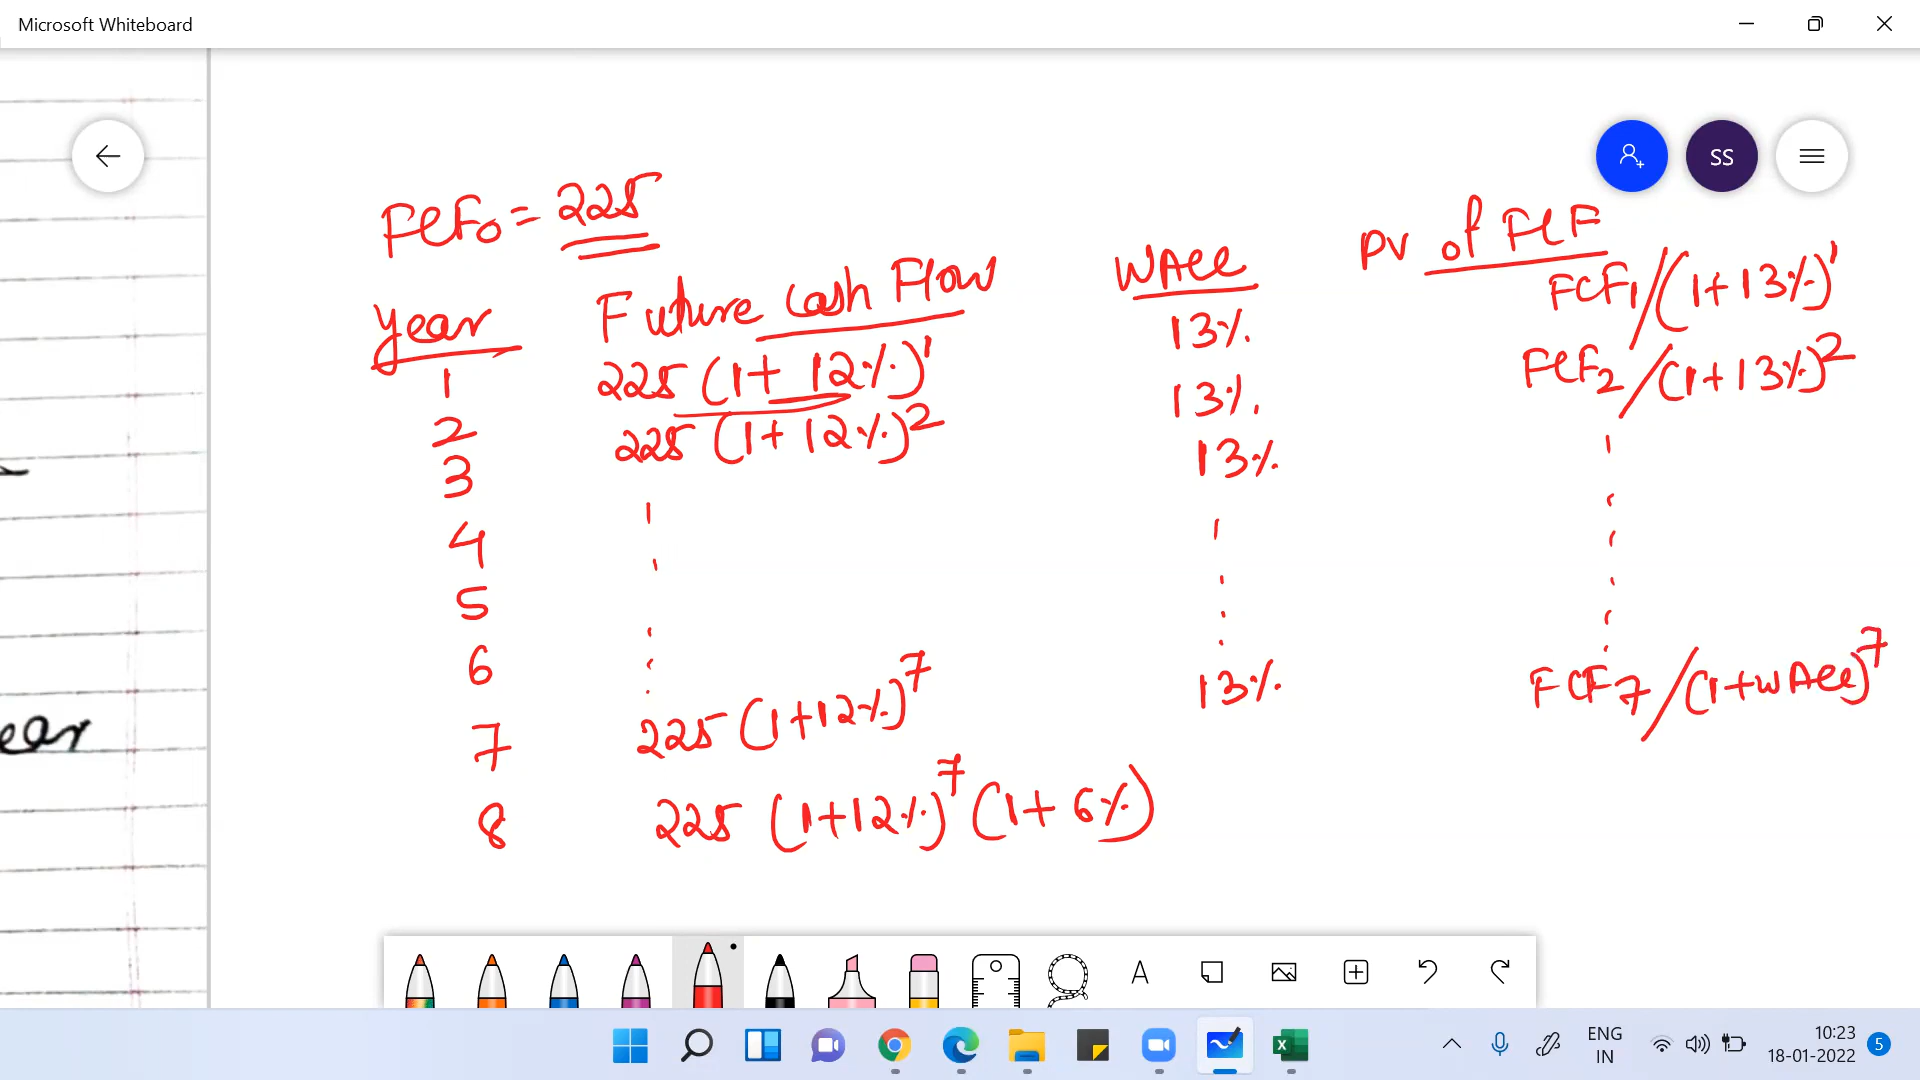 Microsoft Whiteboard
SS
FCF0 = 225
Year Future Cash Flow WACC PV of FCF
1 225 (1 + 12%)^1 13% FCF1/(1+13%)^1
2 225 (1 + 12%)^2 13% FCF2/(1+13%)^2
3 13%
4
5
6
7 225 (1+12%)^7 13% FCF7/(1+WACC)^7
8 225 (1+12%)^7 (1+6%)
ear
A
ENG
IN
10:23
18-01-2022
5